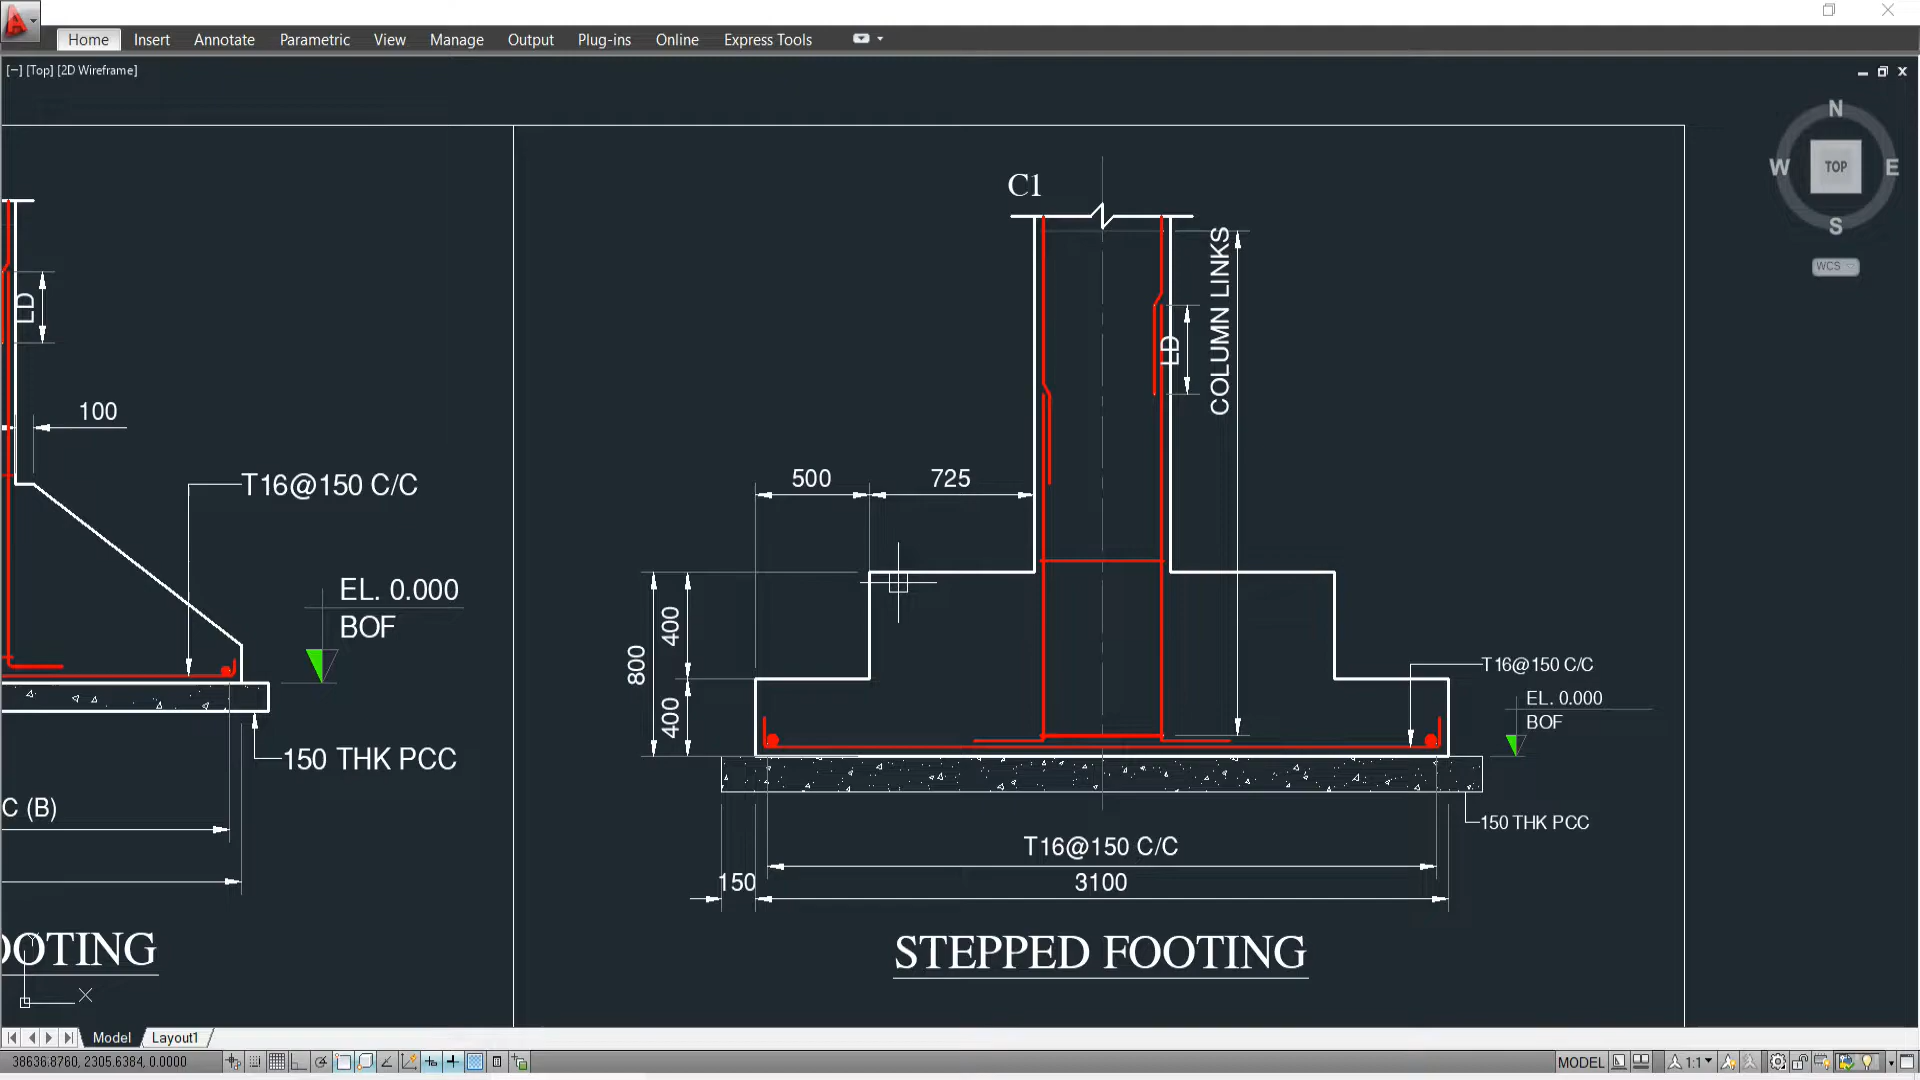 Home Insert Annotate Parametric View Manage Output Plug-ins Online Express Tools
[−] [Top] [2D Wireframe]
N
W TOP E
S
WCS
LD
100
T16@150 C/C
EL. 0.000
BOF
150 THK PCC
C (B)
OOTING
C1
COLUMN LINKS
LD
500 725
400
800
400
T16@150 C/C
EL. 0.000
BOF
150 THK PCC
T16@150 C/C
150 3100
STEPPED FOOTING
Y
X
Model Layout1
38636.8760, 2305.6384, 0.0000
MODEL 1:1